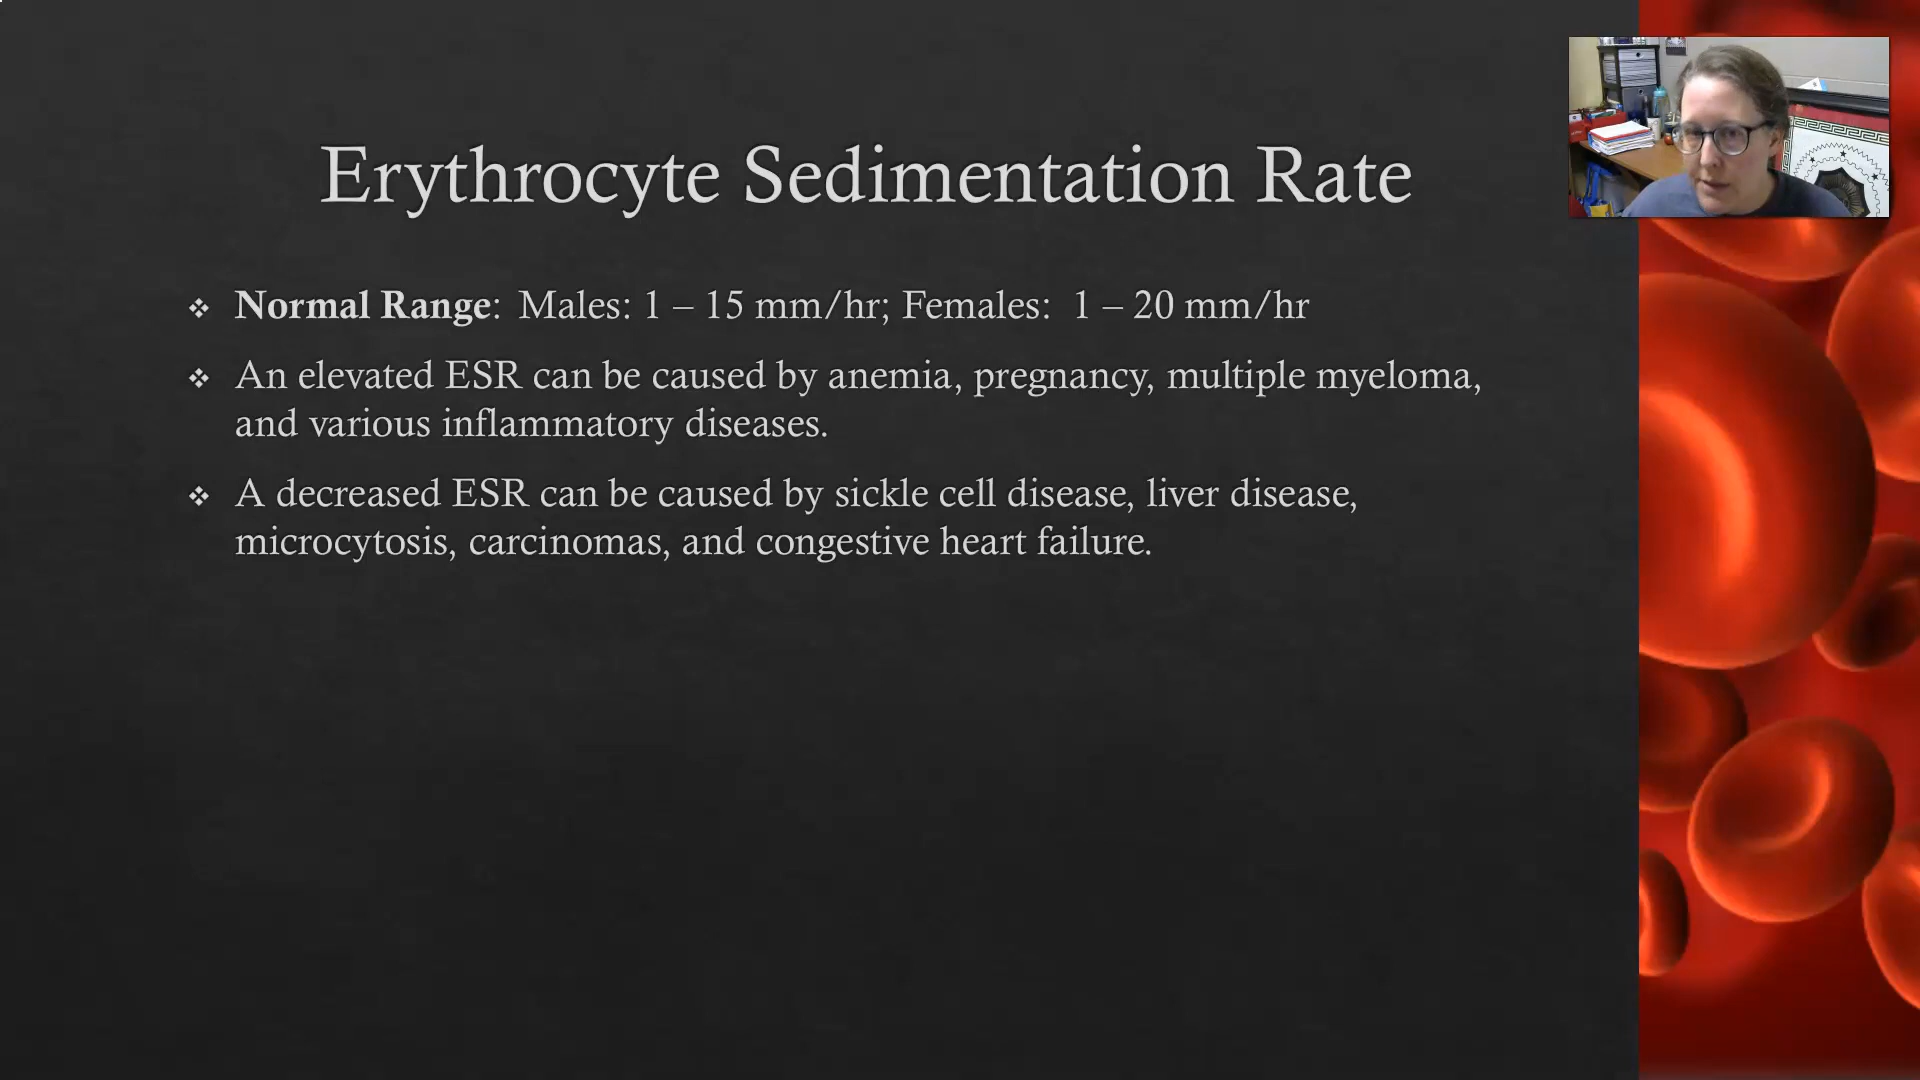 Erythrocyte Sedimentation Rate
❖ Normal Range: Males: 1 – 15 mm/hr; Females: 1 – 20 mm/hr
❖ An elevated ESR can be caused by anemia, pregnancy, multiple myeloma,
and various inflammatory diseases.
❖ A decreased ESR can be caused by sickle cell disease, liver disease,
microcytosis, carcinomas, and congestive heart failure.